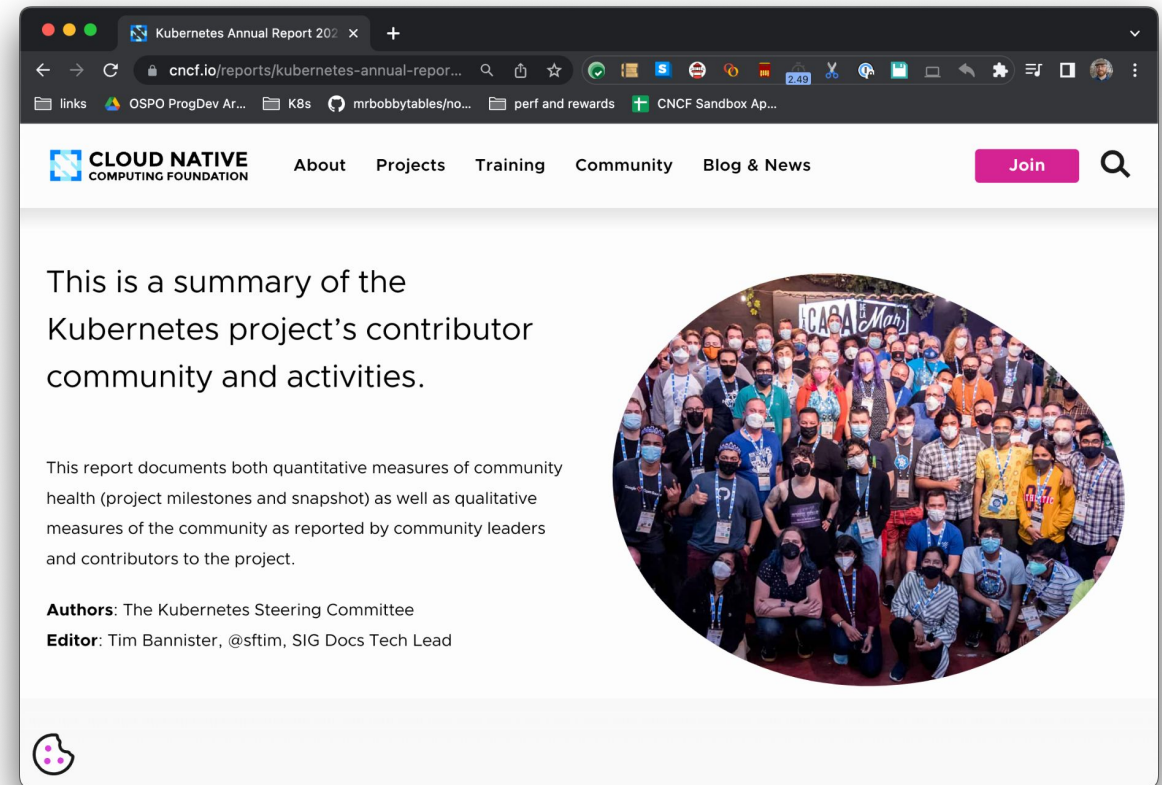 Kubernetes Annual Report 202
cncf.io/reports/kubernetes-annual-repor...
2.49
links
OSPO ProgDev Ar...
K8s
mrbobbytables/no...
perf and rewards
CNCF Sandbox Ap...
CLOUD NATIVE
COMPUTING FOUNDATION
About
Projects
Training
Community
Blog & News
Join
This is a summary of the
Kubernetes project’s contributor
community and activities.
CASA DE LA Mar
This report documents both quantitative measures of community
health (project milestones and snapshot) as well as qualitative
measures of the community as reported by community leaders
and contributors to the project.
Authors: The Kubernetes Steering Committee
Editor: Tim Bannister, @sftim, SIG Docs Tech Lead